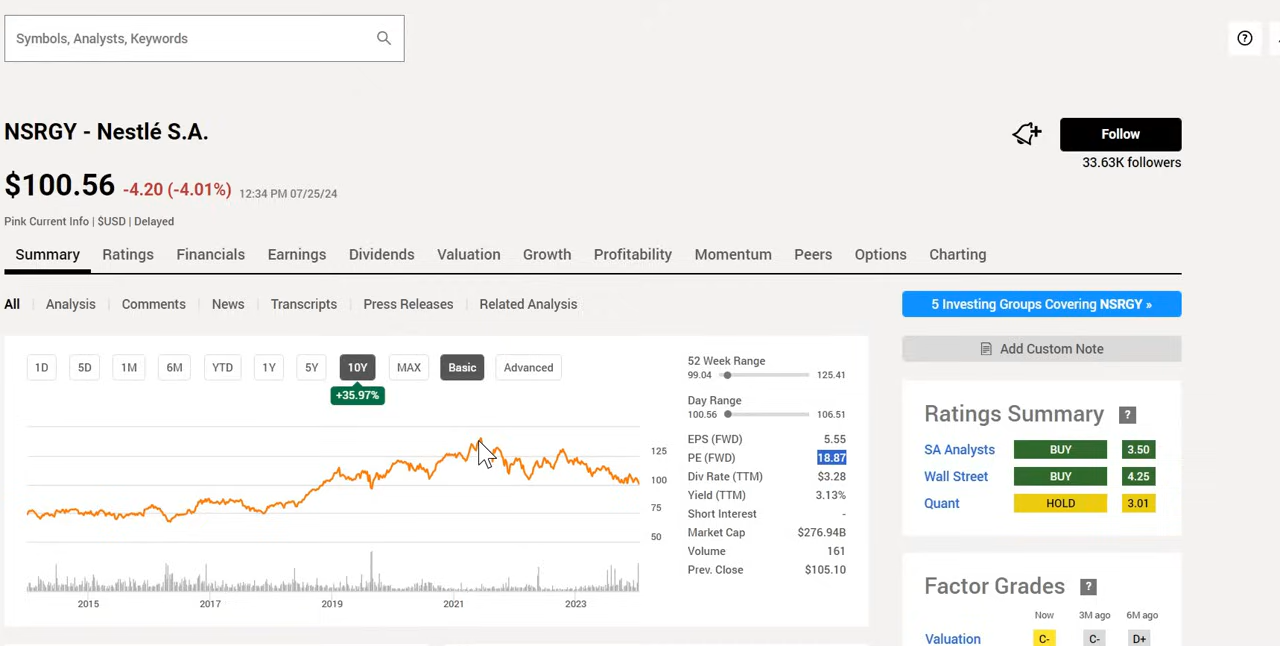 Symbols, Analysts, Keywords
NSRGY - Nestlé S.A.
Follow
33.63K followers
$100.56 -4.20 (-4.01%) 12:34 PM 07/25/24
Pink Current Info | $USD | Delayed
Summary Ratings Financials Earnings Dividends Valuation Growth Profitability Momentum Peers Options Charting
All | Analysis | Comments | News | Transcripts | Press Releases | Related Analysis
5 Investing Groups Covering NSRGY »
Add Custom Note
1D 5D 1M 6M YTD 1Y 5Y 10Y MAX Basic Advanced
+35.97%
125
100
75
50
2015 2017 2019 2021 2023
52 Week Range
99.04 125.41
Day Range
100.56 106.51
EPS (FWD) 5.55
PE (FWD) 18.87
Div Rate (TTM) $3.28
Yield (TTM) 3.13%
Short Interest -
Market Cap $276.94B
Volume 161
Prev. Close $105.10
Ratings Summary ?
SA Analysts BUY 3.50
Wall Street BUY 4.25
Quant HOLD 3.01
Factor Grades ?
Now 3M ago 6M ago
Valuation C- C- D+